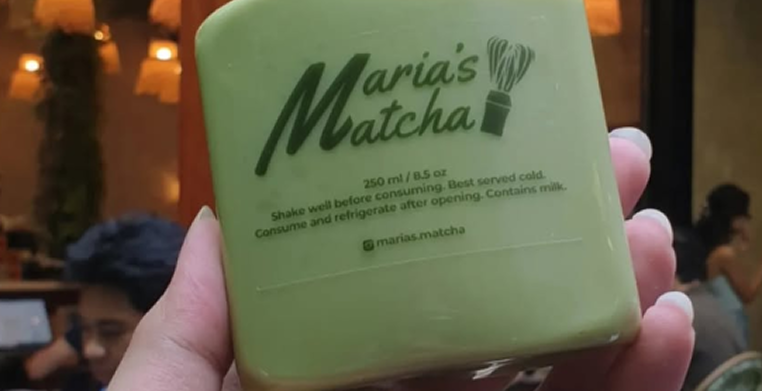 Maria's
Matcha
250 ml / 8.5 oz
Shake well before consuming. Best served cold.
Consume and refrigerate after opening. Contains milk.
marias.matcha